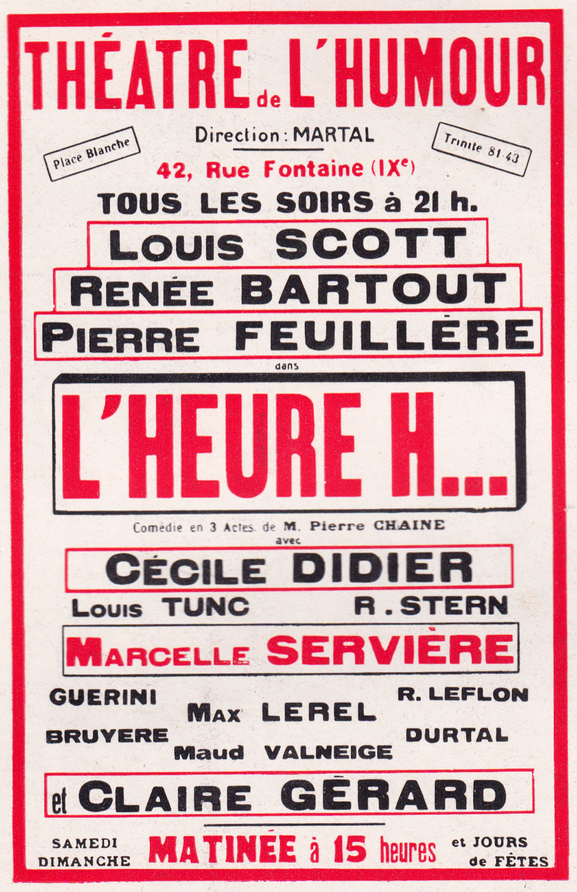 THÉATRE de L'HUMOUR
Direction: MARTAL
Place Blanche
Trinité 81-43
42, Rue Fontaine (IXe)
TOUS LES SOIRS à 21 h.
LOUIS SCOTT
RENÉE BARTOUT
PIERRE FEUILLÈRE
dans
L'HEURE H...
Comédie en 3 Actes. de M. Pierre CHAINE
avec
CÉCILE DIDIER
LOUIS TUNC R. STERN
MARCELLE SERVIÈRE
GUERINI R. LEFLON
MAX LEREL
BRUYERE DURTAL
Maud VALNEIGE
et CLAIRE GÉRARD
SAMEDI
DIMANCHE
MATINÉE à 15 heures
et JOURS
de FÊTES